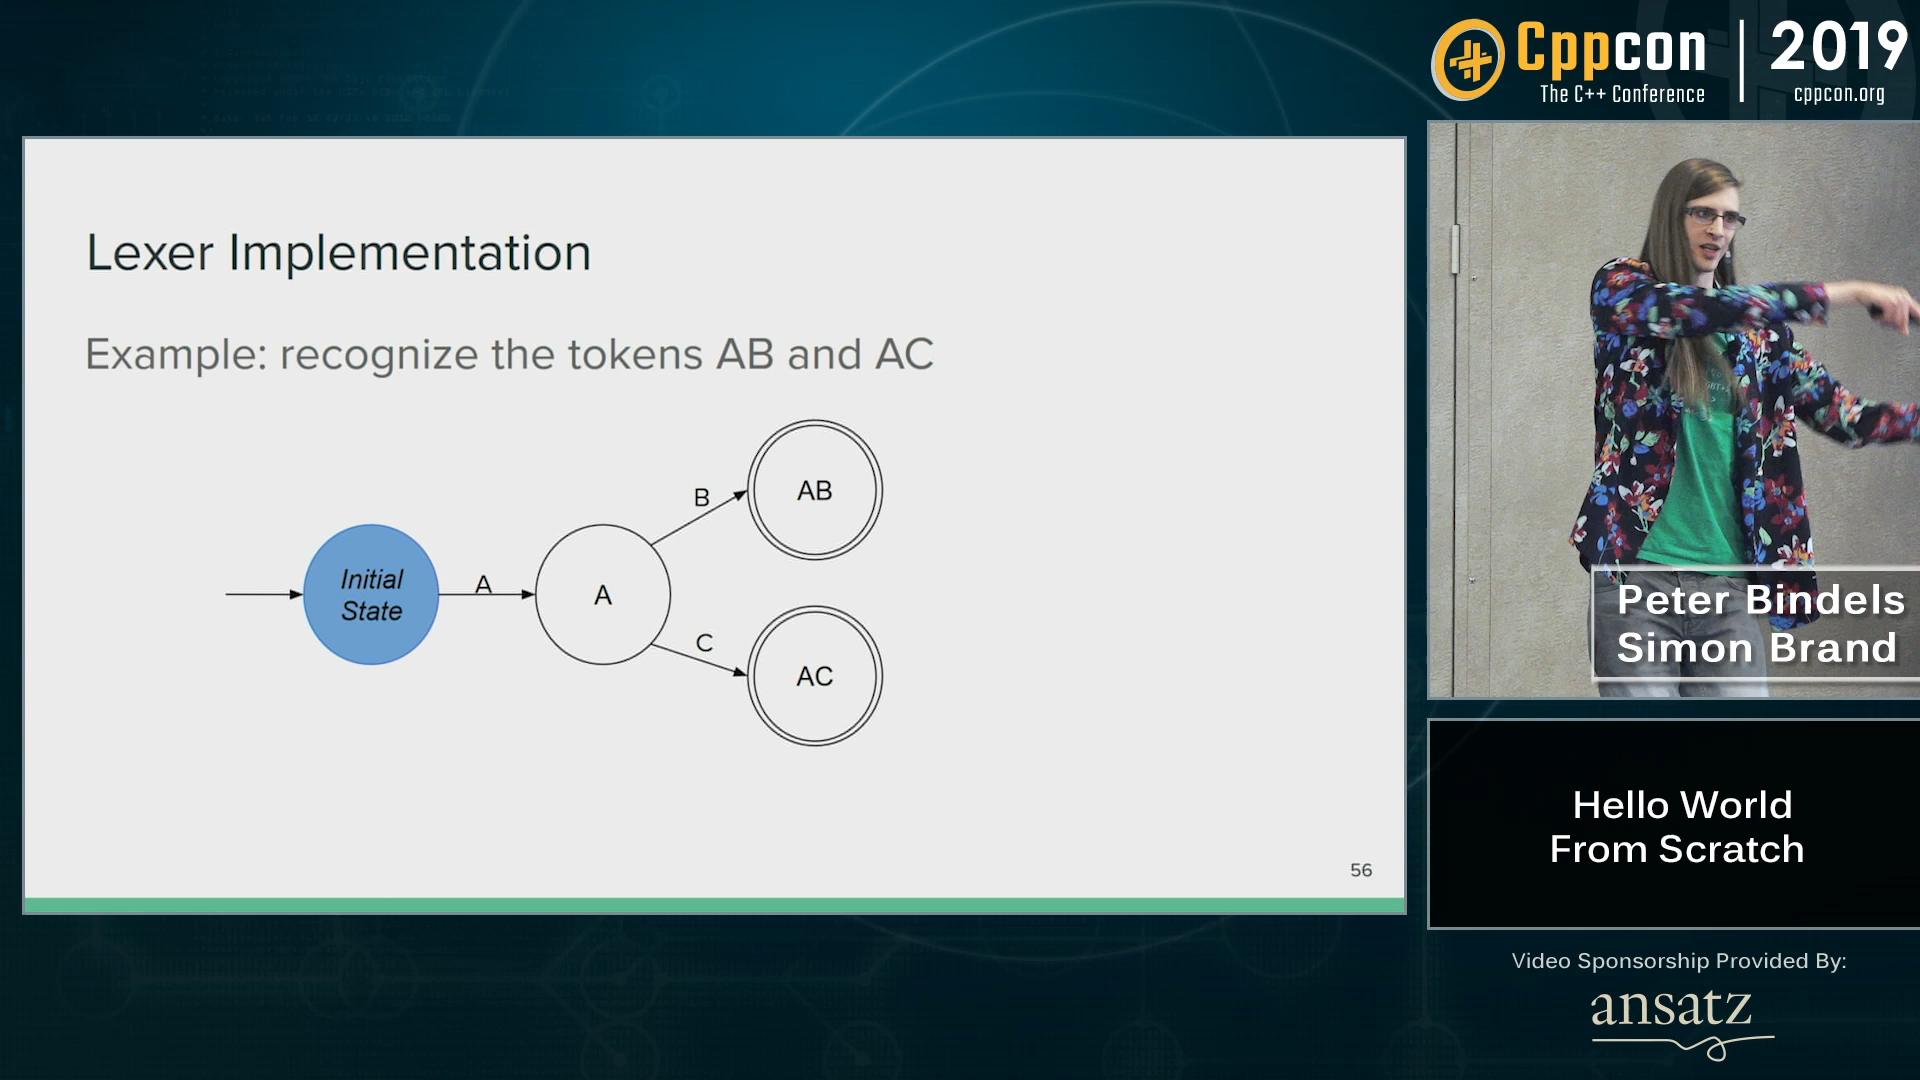 Cppcon
The C++ Conference
2019
cppcon.org
Lexer Implementation
Example: recognize the tokens AB and AC
Initial
State
A
A
B
AB
C
AC
56
Peter Bindels
Simon Brand
Hello World
From Scratch
Video Sponsorship Provided By:
ansatz